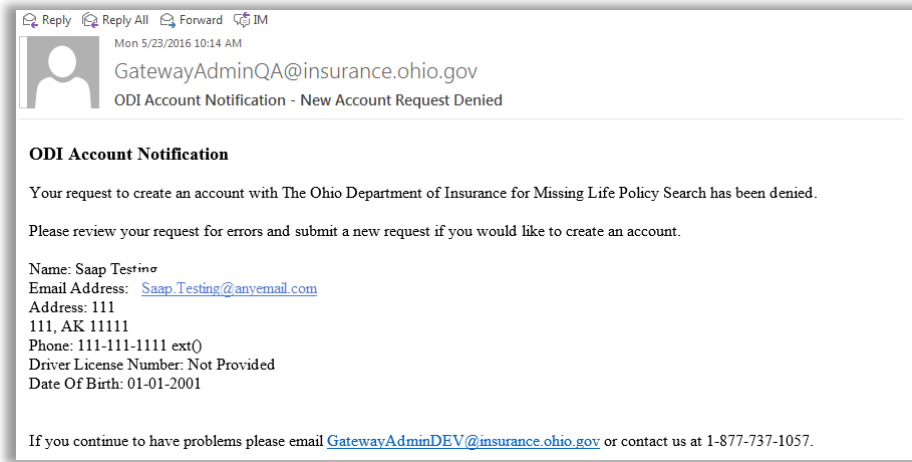 Reply Reply All Forward IM
Mon 5/23/2016 10:14 AM
GatewayAdminQA@insurance.ohio.gov
ODI Account Notification - New Account Request Denied
ODI Account Notification
Your request to create an account with The Ohio Department of Insurance for Missing Life Policy Search has been denied.
Please review your request for errors and submit a new request if you would like to create an account.
Name: Saap Testing
Email Address: Saap.Testing@anyemail.com
Address: 111
111, AK 11111
Phone: 111-111-1111 ext()
Driver License Number: Not Provided
Date Of Birth: 01-01-2001
If you continue to have problems please email GatewayAdminDEV@insurance.ohio.gov or contact us at 1-877-737-1057.